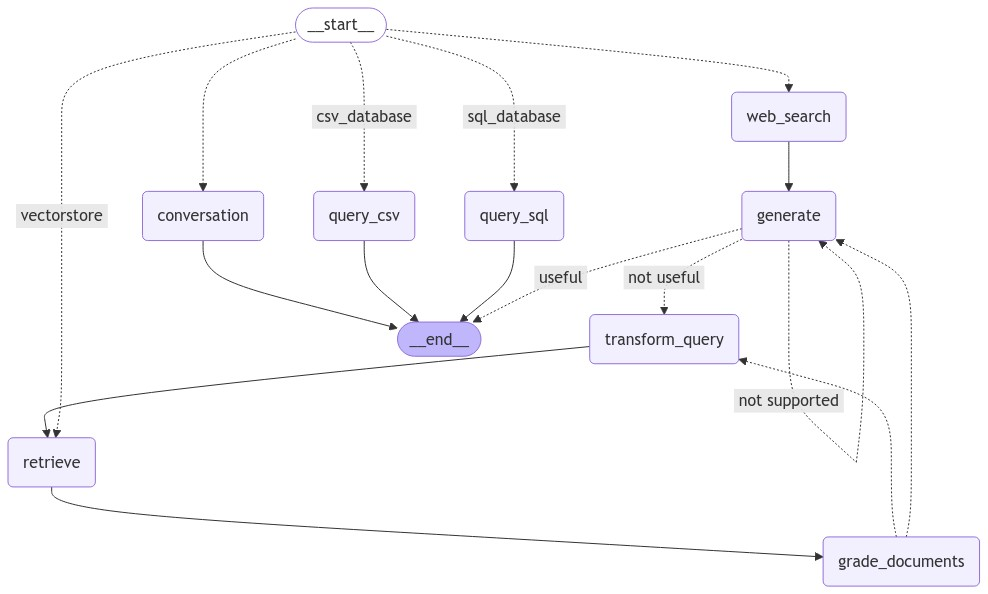 __start__
csv_database
sql_database
web_search
vectorstore
conversation
query_csv
query_sql
generate
useful
not useful
__end__
transform_query
not supported
retrieve
grade_documents